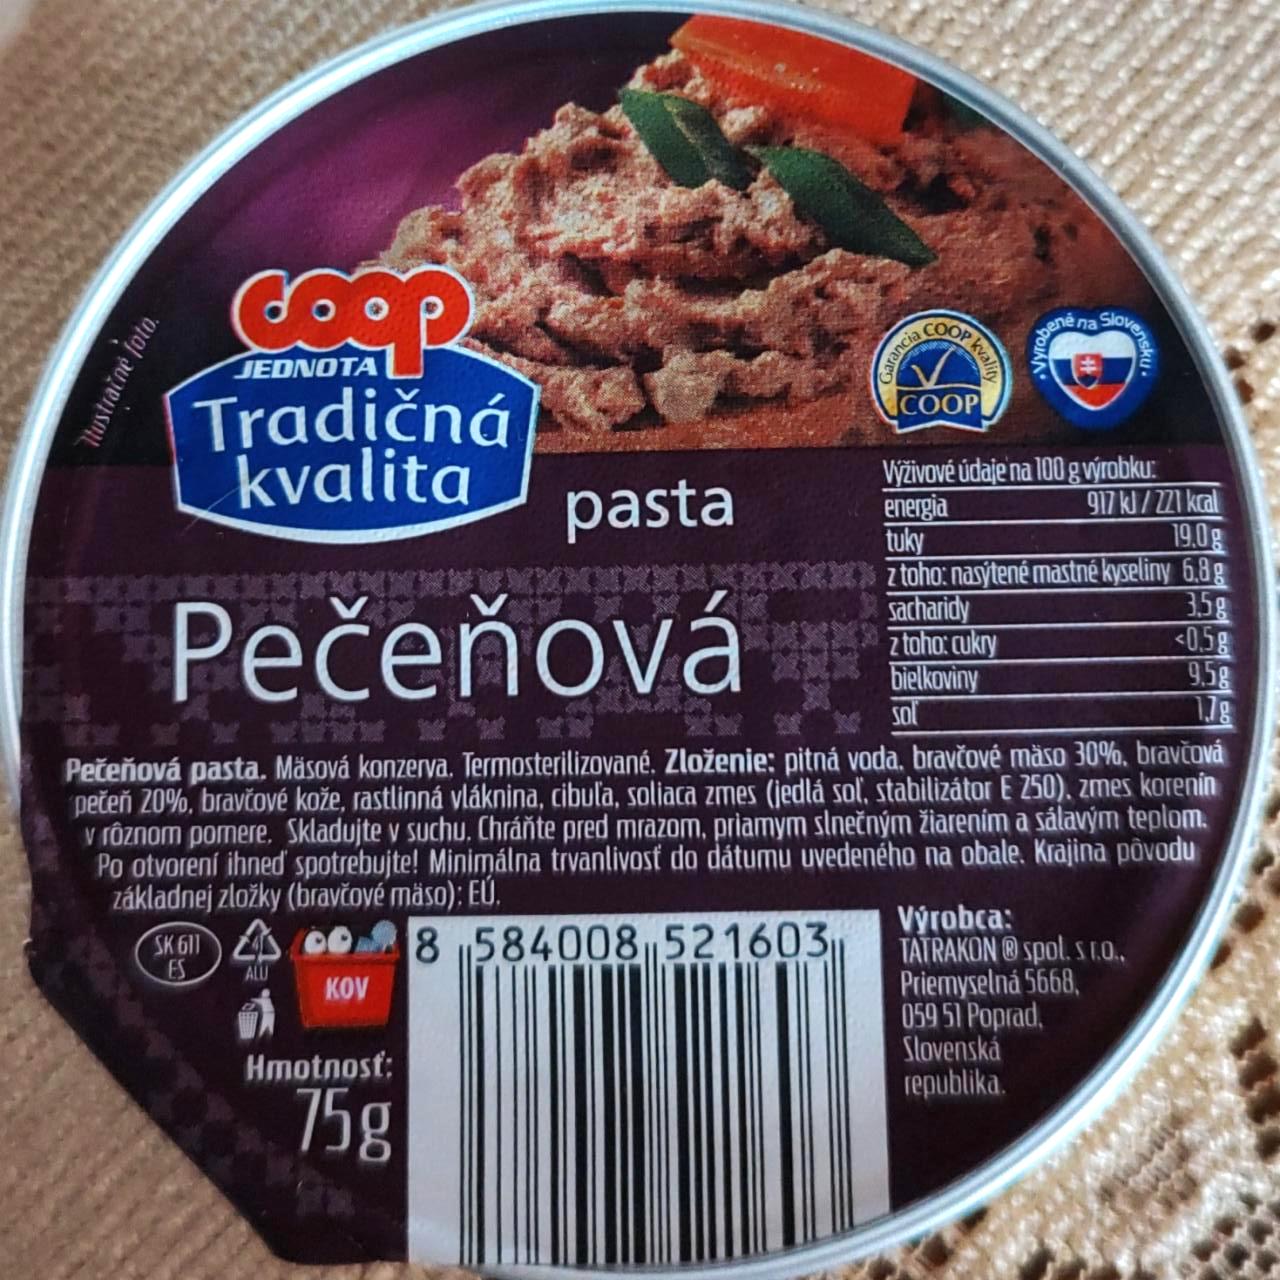 Ilustračné foto.
coop
JEDNOTA
Tradičná
kvalita
Garancia COOP kvality
COOP
• Vyrobené na Slovensku •
pasta
Pečeňová
Výživové údaje na 100 g výrobku:
energia 917 kJ / 221 kcal
tuky 19,0 g
z toho: nasýtené mastné kyseliny 6,8 g
sacharidy 3,5 g
z toho: cukry <0,5 g
bielkoviny 9,5 g
soľ 1,7 g
Pečeňová pasta. Mäsová konzerva. Termosterilizované. Zloženie: pitná voda, bravčové mäso 30%, bravčová
pečeň 20%, bravčové kože, rastlinná vláknina, cibuľa, soliaca zmes (jedlá soľ, stabilizátor E 250), zmes korenín
v rôznom pomere. Skladujte v suchu. Chráňte pred mrazom, priamym slnečným žiarením a sálavým teplom.
Po otvorení ihneď spotrebujte! Minimálna trvanlivosť do dátumu uvedeného na obale. Krajina pôvodu
základnej zložky (bravčové mäso): EÚ.
SK 611
ES
41
ALU
KOV
Hmotnosť:
75g
8 584008 521603
Výrobca:
TATRAKON ® spol. s r.o.,
Priemyselná 5668,
059 51 Poprad,
Slovenská
republika.